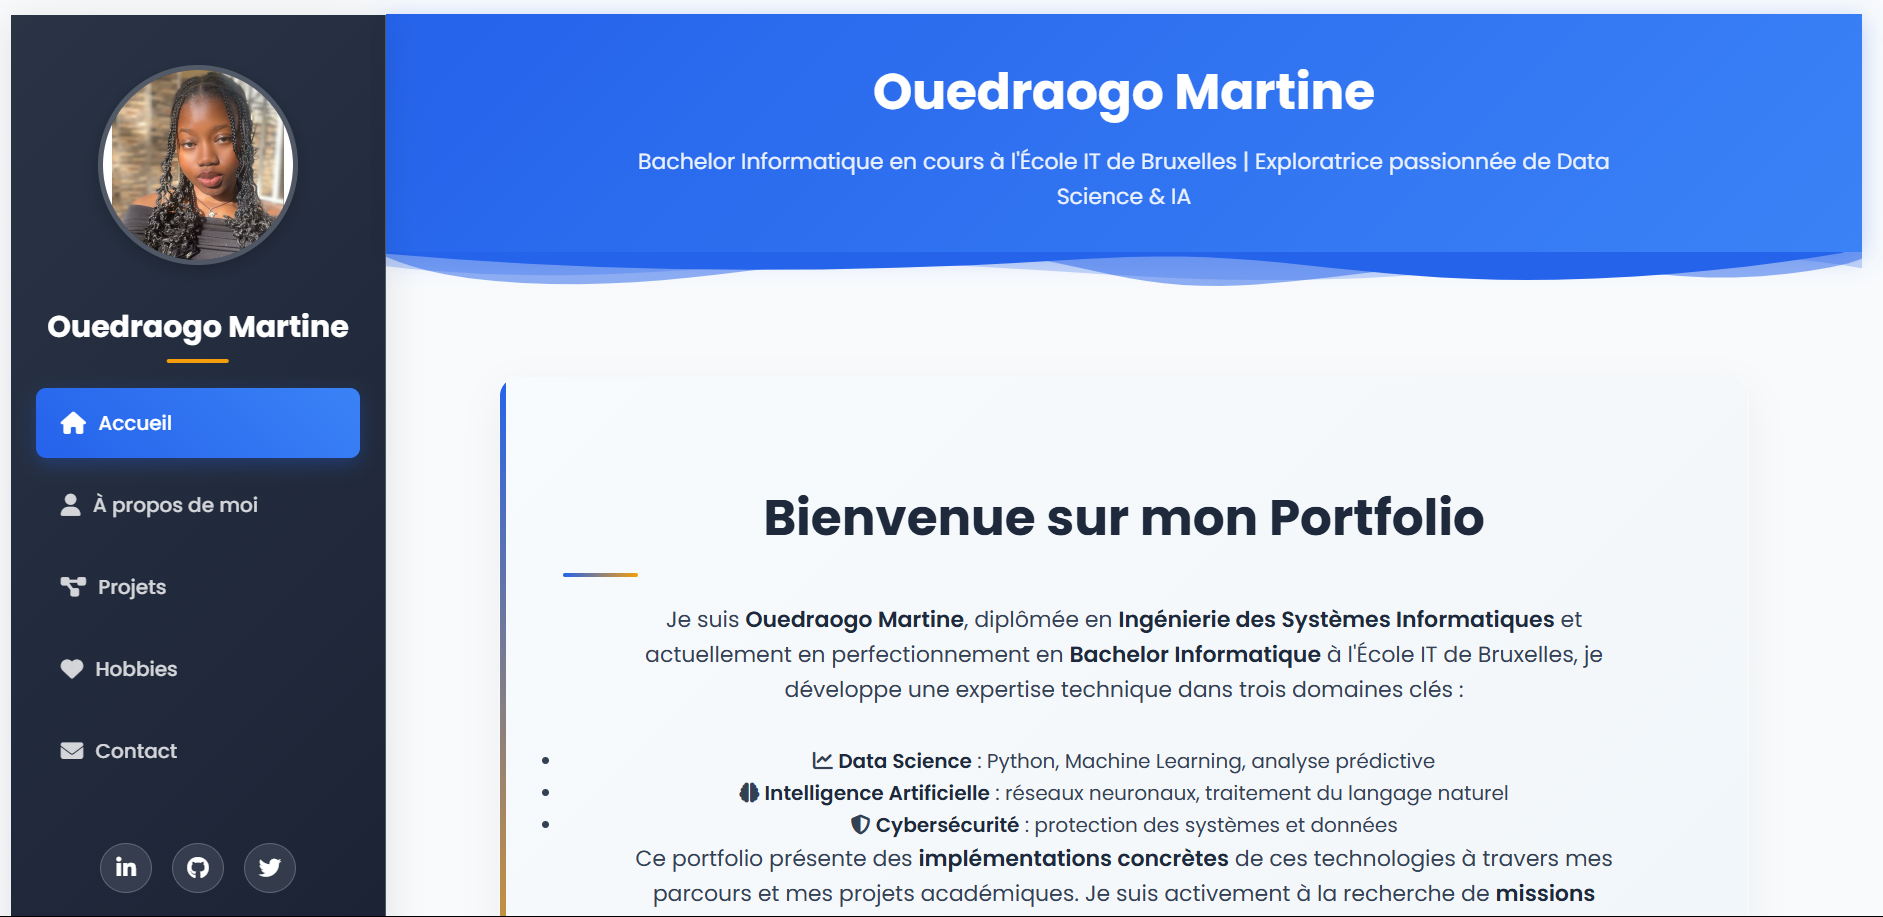 Ouedraogo Martine
Accueil
À propos de moi
Projets
Hobbies
Contact
in
Ouedraogo Martine
Bachelor Informatique en cours à l'École IT de Bruxelles | Exploratrice passionnée de Data
Science & IA
Bienvenue sur mon Portfolio
Je suis Ouedraogo Martine, diplômée en Ingénierie des Systèmes Informatiques et
actuellement en perfectionnement en Bachelor Informatique à l'École IT de Bruxelles, je
développe une expertise technique dans trois domaines clés :
• Data Science : Python, Machine Learning, analyse prédictive
• Intelligence Artificielle : réseaux neuronaux, traitement du langage naturel
• Cybersécurité : protection des systèmes et données
Ce portfolio présente des implémentations concrètes de ces technologies à travers mes
parcours et mes projets académiques. Je suis activement à la recherche de missions